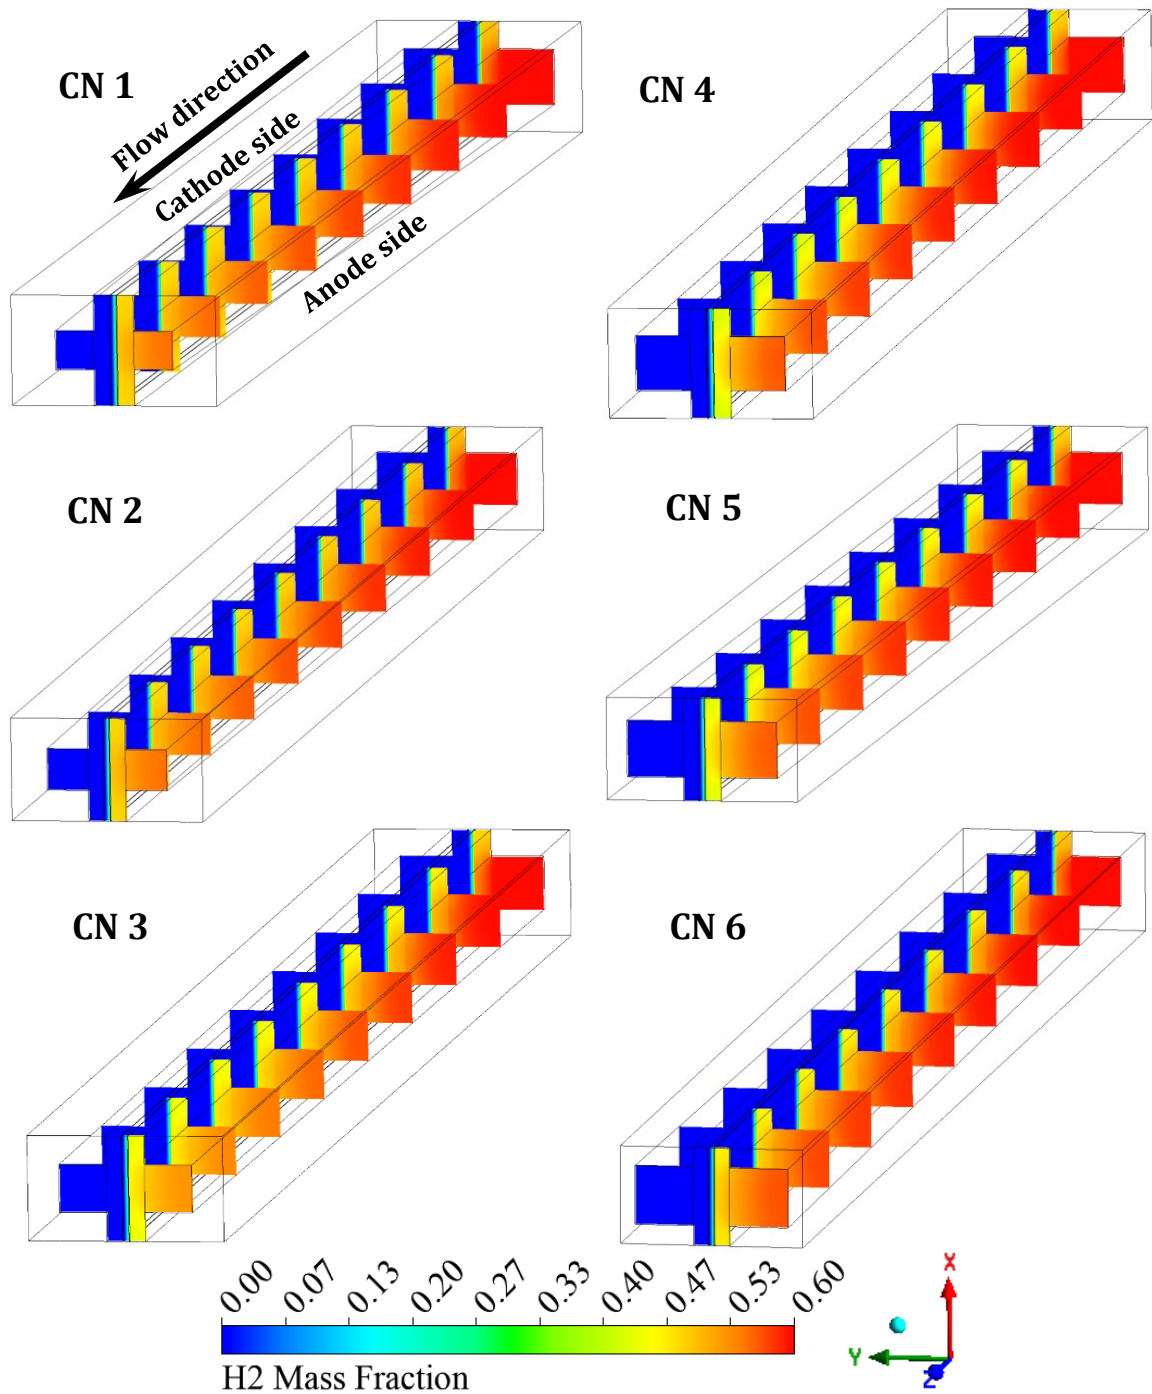 CN 1
Flow direction
Cathode side
Anode side
CN 4
CN 2
CN 5
CN 3
CN 6
0.00 0.07 0.13 0.20 0.27 0.33 0.40 0.47 0.53 0.60
H2 Mass Fraction
X
Y
Z